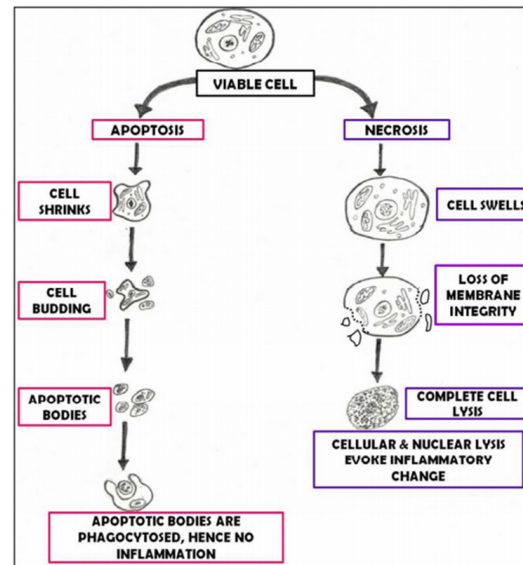 VIABLE CELL
APOPTOSIS
NECROSIS
CELL
SHRINKS
CELL SWELLS
CELL
BUDDING
LOSS OF
MEMBRANE
INTEGRITY
APOPTOTIC
BODIES
COMPLETE CELL
LYSIS
CELLULAR & NUCLEAR LYSIS
EVOKE INFLAMMATORY
CHANGE
APOPTOTIC BODIES ARE
PHAGOCYTOSED, HENCE NO
INFLAMMATION